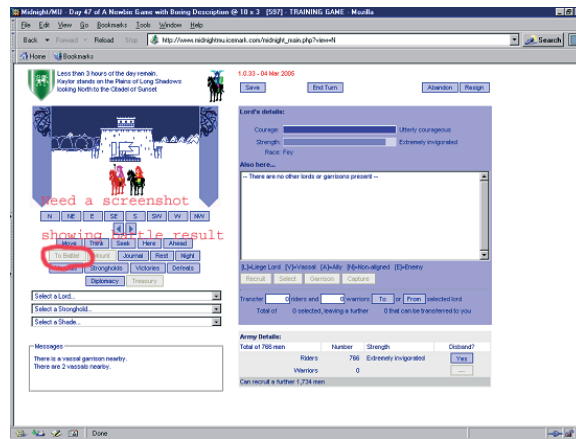 Midnight/MU - Day 47 of A Newbie Game with Boring Description @ 10 x 3 [597] - TRAINING GAME - Mozilla
File Edit View Go Bookmarks Tools Window Help
Back Forward Reload Stop http://www.midnightmu.icemark.com/midnight_main.php?view=N Search
Home Bookmarks
Less than 3 hours of the day remain.
Kaylor stands on the Plains of Long Shadows
looking North to the Citadel of Sunset
1.0.33 - 04 Mar 2005
Save End Turn Abandon Resign
Lord's details:
Courage: Utterly courageous
Strength: Extremely invigorated
Race: Fey
Also here...
-- There are no other lords or garrisons present --
Need a screenshot
showing battle result
N NE E SE S SW W NW
Move Think Seek Here Ahead
To Battle! Journal Rest Night
Strongholds Victories Defeats
Diplomacy Treasury
Select a Lord...
Select a Stronghold...
Select a Shade...
[L]=Liege Lord [V]=Vassal [A]=Ally [N]=Non-aligned [E]=Enemy
Recruit Select Garrison Capture
Transfer 0 riders and 0 warriors To or From selected lord
Total of 0 selected, leaving a further 0 that can be transferred to you
Messages
There is a vassal garrison nearby.
There are 2 vassals nearby.
Army Details:
Total of 766 men Number Strength Disband?
Riders 766 Extremely invigorated Yes
Warriors 0 ---
Can recruit a further 1,734 men
Done